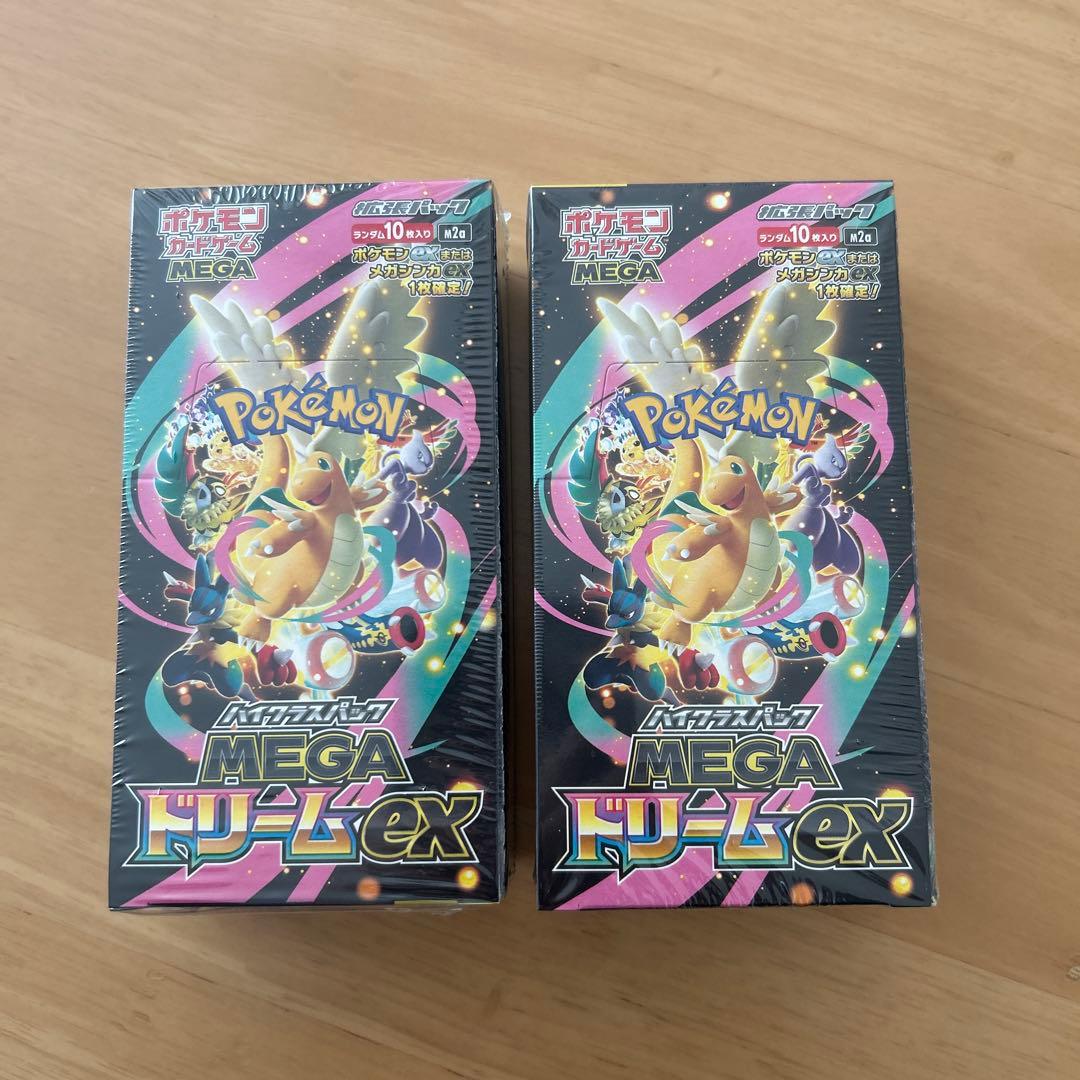 ポケモン
カードゲーム
MEGA
拡張パック
ランダム10枚入り M2a
ポケモンexまたは
メガシンカex
1枚確定!
POKéMON
ハイクラスパック
MEGA
ドリームex
ポケモン
カードゲーム
MEGA
拡張パック
ランダム10枚入り M2a
ポケモンexまたは
メガシンカex
1枚確定!
POKéMON
TM
ハイクラスパック
MEGA
ドリームex